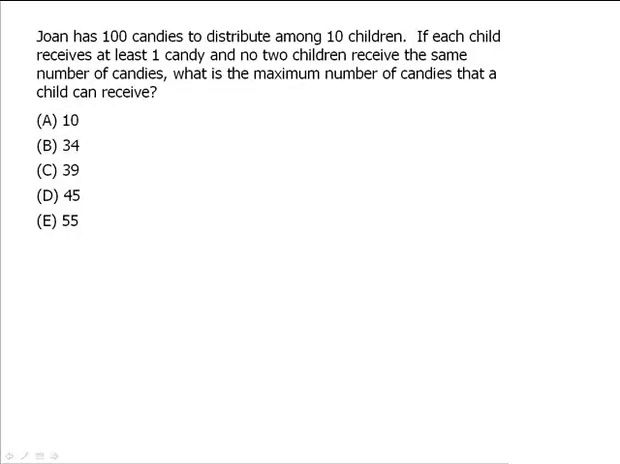 Joan has 100 candies to distribute among 10 children.  If each child
receives at least 1 candy and no two children receive the same
number of candies, what is the maximum number of candies that a
child can receive?
(A) 10
(B) 34
(C) 39
(D) 45
(E) 55